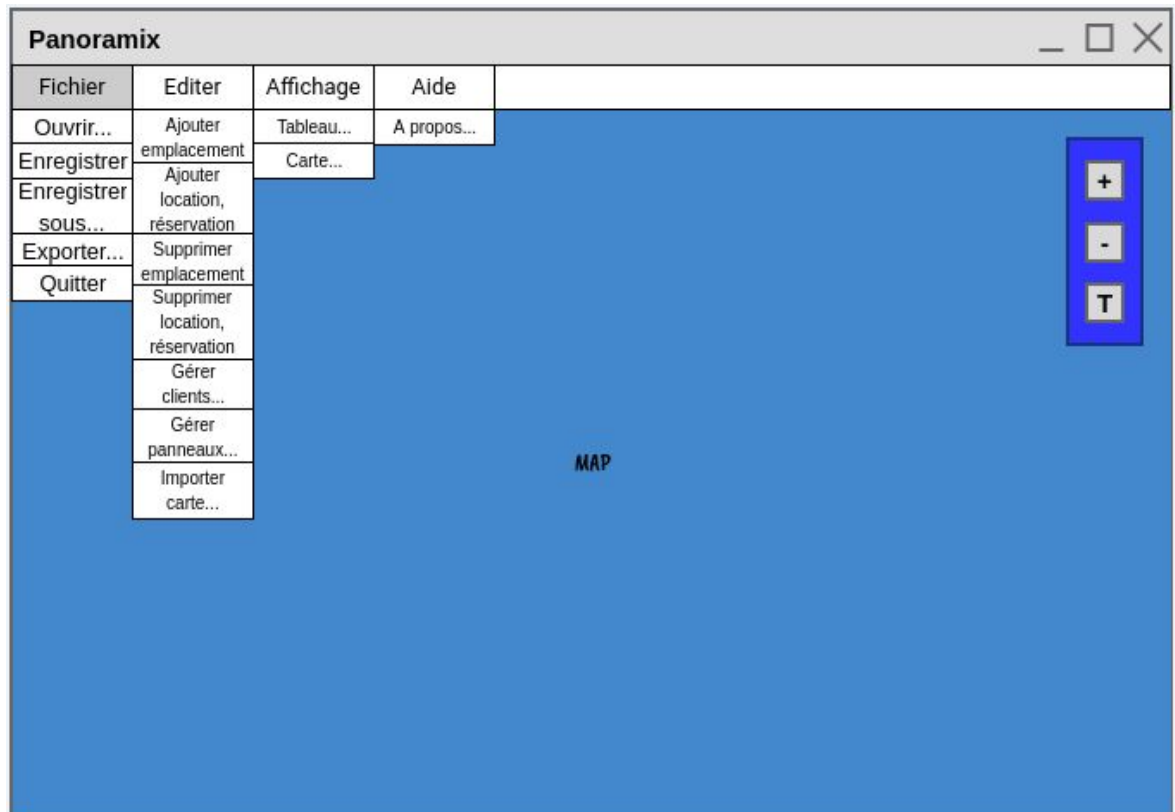 Panoramix
Fichier Editer Affichage Aide
Ouvrir...
Enregistrer
Enregistrer
sous...
Exporter...
Quitter
Ajouter
emplacement
Ajouter
location,
réservation
Supprimer
emplacement
Supprimer
location,
réservation
Gérer
clients...
Gérer
panneaux...
Importer
carte...
Tableau...
Carte...
A propos...
+
-
T
MAP